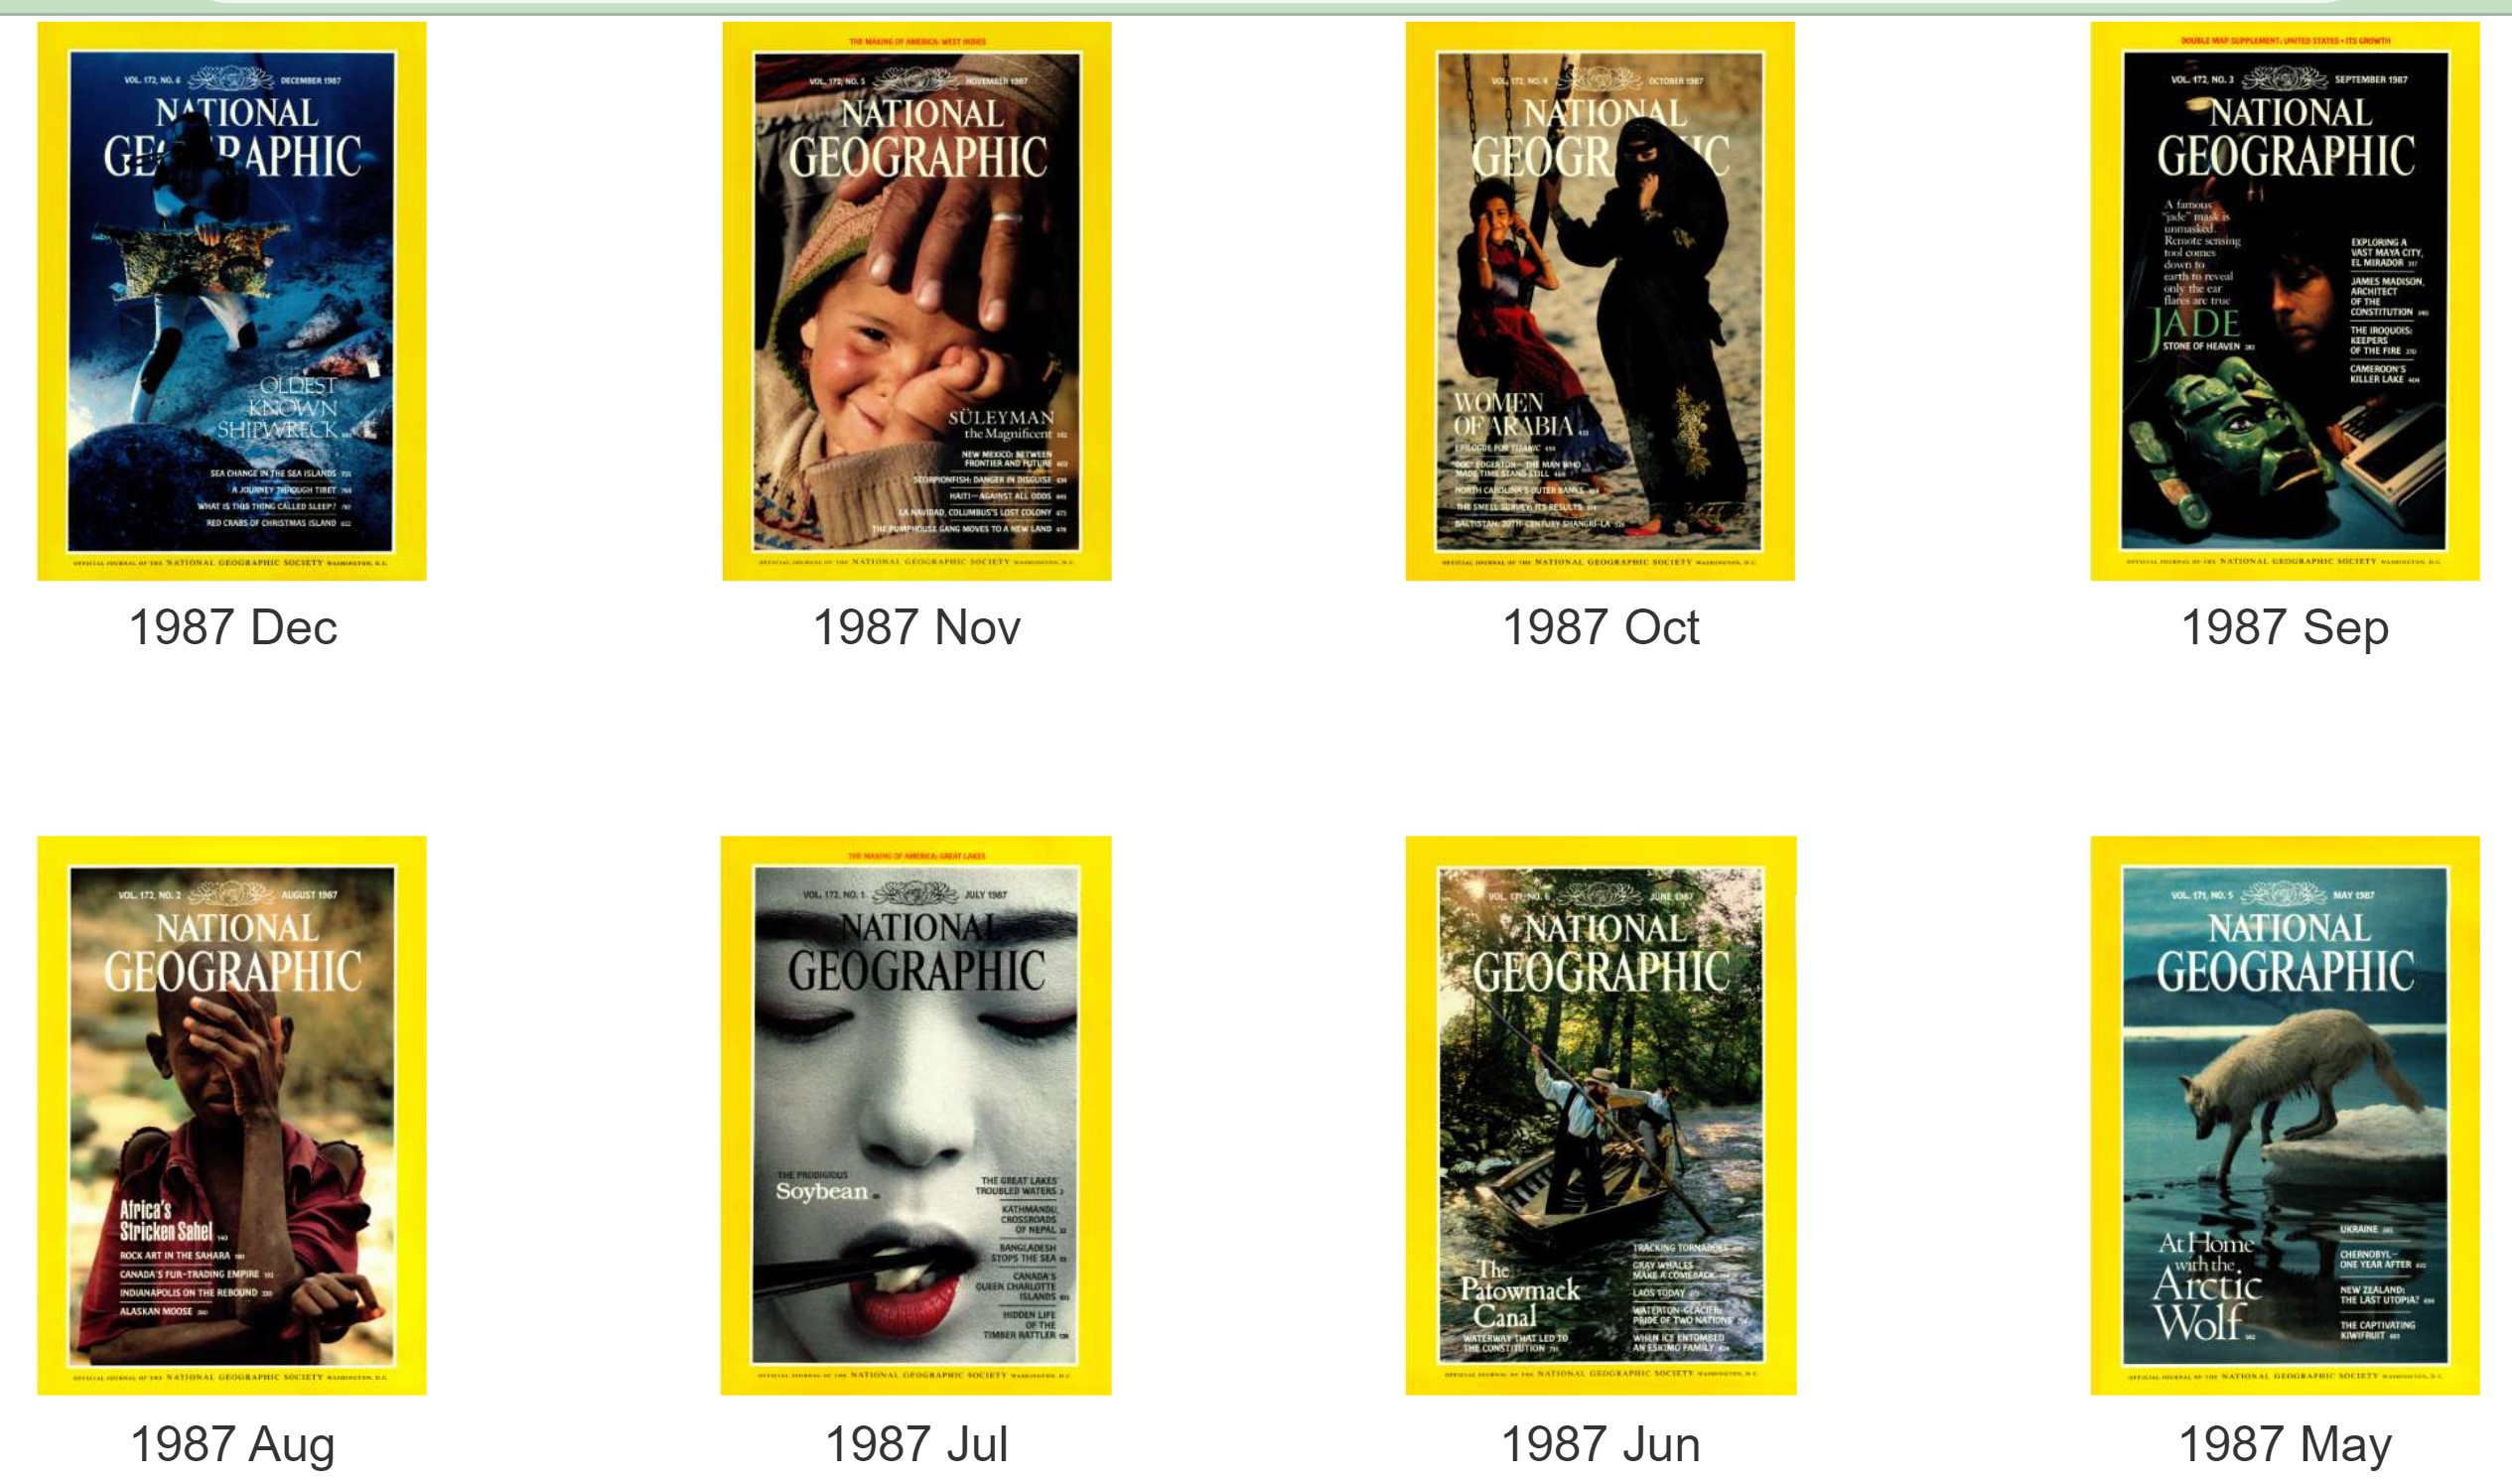 VOL. 172, NO. 6 DECEMBER 1987
NATIONAL
GEOGRAPHIC
OLDEST
KNOWN
SHIPWRECK
SEA CHANGE IN THE SEA ISLANDS
A JOURNEY THROUGH TIBET
WHAT IS THIS THING CALLED SLEEP?
RED CRABS OF CHRISTMAS ISLAND
OFFICIAL JOURNAL OF THE NATIONAL GEOGRAPHIC SOCIETY WASHINGTON, D.C.
1987 Dec
THE MAKING OF AMERICA: WEST INDIES
VOL. 172, NO. 5 NOVEMBER 1987
NATIONAL
GEOGRAPHIC
SÜLEYMAN
the Magnificent
NEW MEXICO: BETWEEN
FRONTIER AND FUTURE
SCORPIONFISH: DANGER IN DISGUISE
HAITI—AGAINST ALL ODDS
LA NAVIDAD, COLUMBUS'S LOST COLONY
THE PUMPHOUSE GANG MOVES TO A NEW LAND
OFFICIAL JOURNAL OF THE NATIONAL GEOGRAPHIC SOCIETY WASHINGTON, D.C.
1987 Nov
VOL. 172, NO. 4 OCTOBER 1987
NATIONAL
GEOGRAPHIC
WOMEN
OF ARABIA
EPILOGUE FOR TITANIC
"DOC" EDGERTON—THE MAN WHO
MADE TIME STAND STILL
NORTH CAROLINA'S OUTER BANKS
THE SMELL SURVEY: ITS RESULTS
BALTISTAN: 20TH-CENTURY SHANGRI-LA
OFFICIAL JOURNAL OF THE NATIONAL GEOGRAPHIC SOCIETY WASHINGTON, D.C.
1987 Oct
DOUBLE MAP SUPPLEMENT: UNITED STATES • ITS GROWTH
VOL. 172, NO. 3 SEPTEMBER 1987
NATIONAL
GEOGRAPHIC
A famous
"jade" mask is
unmasked.
Remote sensing
tool comes
down to
earth to reveal
only the ear
flares are true
JADE
STONE OF HEAVEN
EXPLORING A
VAST MAYA CITY,
EL MIRADOR
JAMES MADISON,
ARCHITECT
OF THE
CONSTITUTION
THE IROQUOIS:
KEEPERS
OF THE FIRE
CAMEROON'S
KILLER LAKE
OFFICIAL JOURNAL OF THE NATIONAL GEOGRAPHIC SOCIETY WASHINGTON, D.C.
1987 Sep
VOL. 172, NO. 2 AUGUST 1987
NATIONAL
GEOGRAPHIC
Africa's
Stricken Sahel
ROCK ART IN THE SAHARA
CANADA'S FUR-TRADING EMPIRE
INDIANAPOLIS ON THE REBOUND
ALASKAN MOOSE
OFFICIAL JOURNAL OF THE NATIONAL GEOGRAPHIC SOCIETY WASHINGTON, D.C.
1987 Aug
THE MAKING OF AMERICA: GREAT LAKES
VOL. 172, NO. 1 JULY 1987
NATIONAL
GEOGRAPHIC
THE PRODIGIOUS
Soybean
THE GREAT LAKES'
TROUBLED WATERS
KATHMANDU,
CROSSROADS
OF NEPAL
BANGLADESH
STOPS THE SEA
CANADA'S
QUEEN CHARLOTTE
ISLANDS
HIDDEN LIFE
OF THE
TIMBER RATTLER
OFFICIAL JOURNAL OF THE NATIONAL GEOGRAPHIC SOCIETY WASHINGTON, D.C.
1987 Jul
VOL. 171, NO. 6 JUNE 1987
NATIONAL
GEOGRAPHIC
The
Patowmack
Canal
WATERWAY THAT LED TO
THE CONSTITUTION
TRACKING TORNADOES
GRAY WHALES
MAKE A COMEBACK
LAOS TODAY
WATERTON-GLACIER:
PRIDE OF TWO NATIONS
WHEN ICE ENTOMBED
AN ESKIMO FAMILY
OFFICIAL JOURNAL OF THE NATIONAL GEOGRAPHIC SOCIETY WASHINGTON, D.C.
1987 Jun
VOL. 171, NO. 5 MAY 1987
NATIONAL
GEOGRAPHIC
At Home
with the
Arctic
Wolf
UKRAINE
CHERNOBYL—
ONE YEAR AFTER
NEW ZEALAND:
THE LAST UTOPIA?
THE CAPTIVATING
KIWIFRUIT
OFFICIAL JOURNAL OF THE NATIONAL GEOGRAPHIC SOCIETY WASHINGTON, D.C.
1987 May